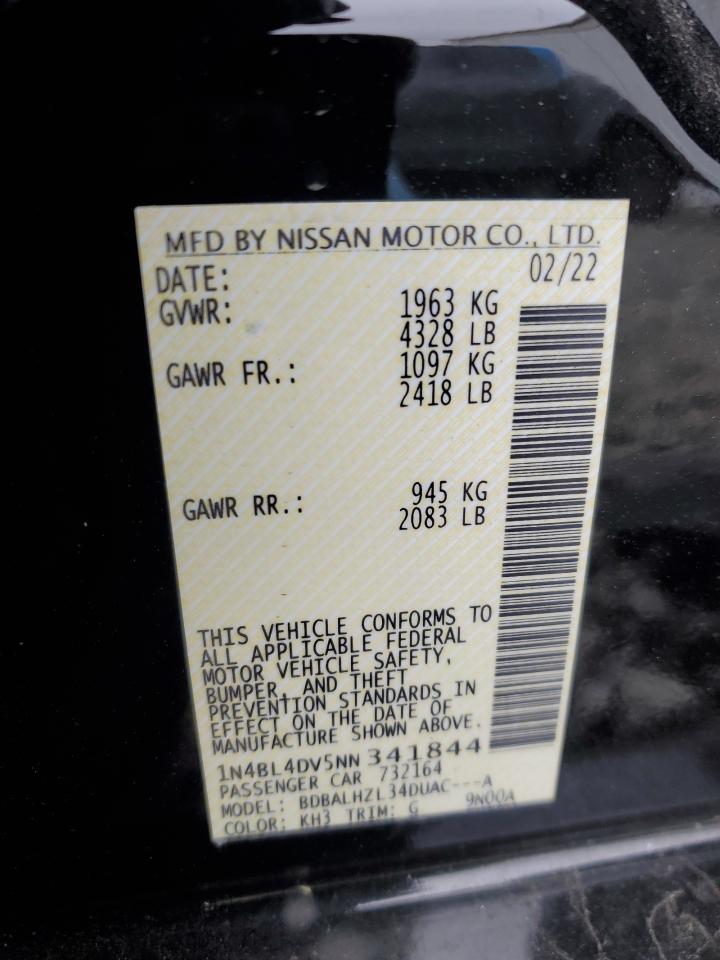 MFD BY NISSAN MOTOR CO., LTD.
DATE: 02/22
GVWR: 1963 KG
4328 LB
GAWR FR.: 1097 KG
2418 LB
GAWR RR.: 945 KG
2083 LB
THIS VEHICLE CONFORMS TO
ALL APPLICABLE FEDERAL
MOTOR VEHICLE SAFETY,
BUMPER, AND THEFT
PREVENTION STANDARDS IN
EFFECT ON THE DATE OF
MANUFACTURE SHOWN ABOVE.
1N4BL4DV5NN341844
PASSENGER CAR 732164
MODEL: BDBALHZL34DUAC---A
COLOR: KH3 TRIM: G 9N00A